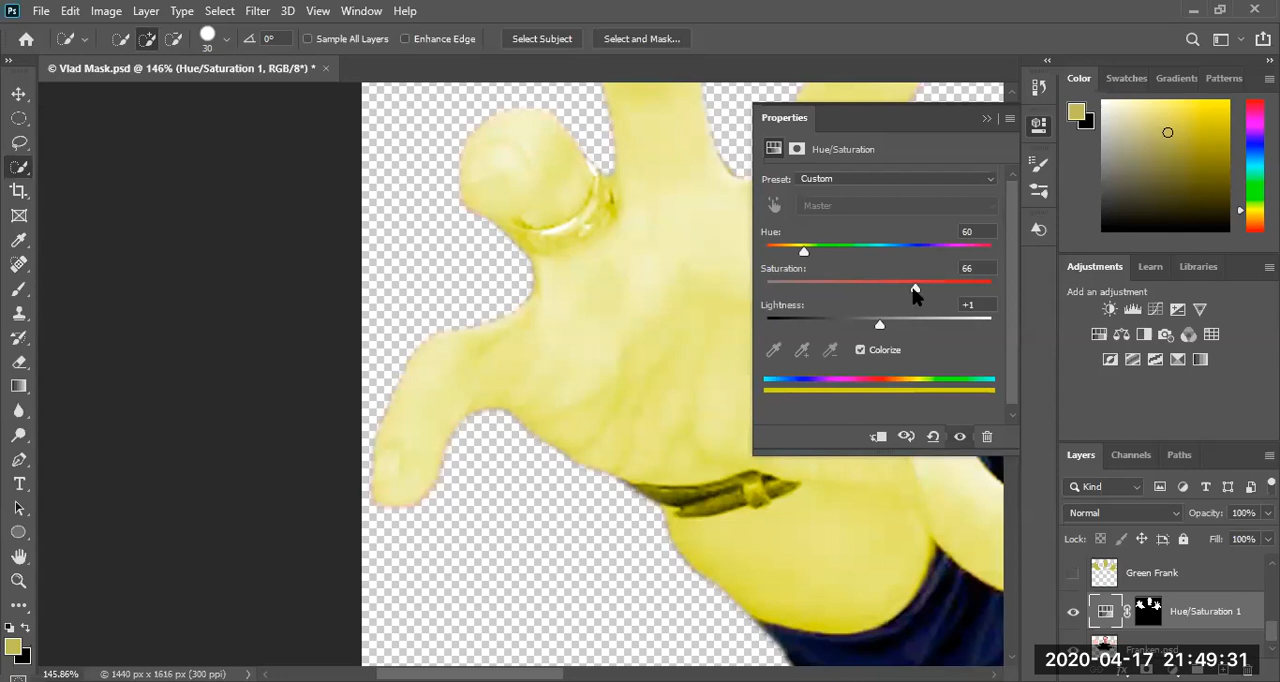 Ps File Edit Image Layer Type Select Filter 3D View Window Help
30 0° Sample All Layers Enhance Edge Select Subject Select and Mask...
© Vlad Mask.psd @ 146% (Hue/Saturation 1, RGB/8*) * ×
Color Swatches Gradients Patterns
Properties
Hue/Saturation
Preset: Custom
Master
Hue: 60
Saturation: 66
Lightness: +1
Colorize
Adjustments Learn Libraries
Add an adjustment
Layers Channels Paths
Kind
Normal Opacity: 100%
Lock: Fill: 100%
Green Frank
Hue/Saturation 1
Franken.psd
2020-04-17 21:49:31
145.86% © 1440 px x 1616 px (300 ppi)